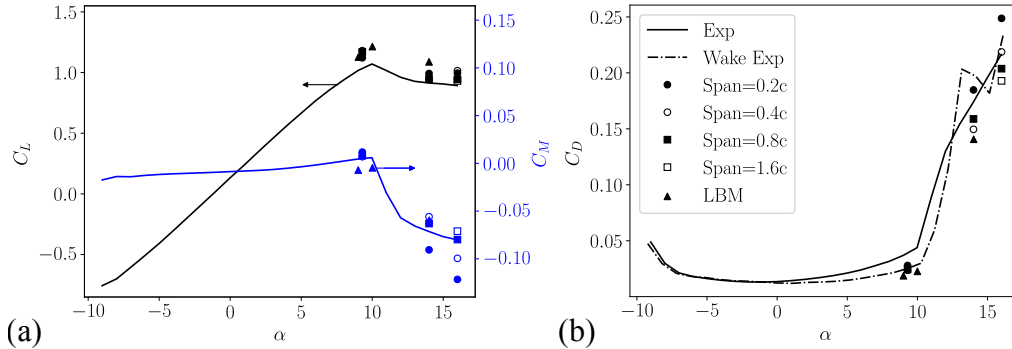 1.5
1.0
0.5
0.0
−0.5
C_L
−10
−5
0
5
10
15
α
0.15
0.10
0.05
0.00
−0.05
−0.10
C_M
(a)
0.25
0.20
0.15
0.10
0.05
C_D
Exp
Wake Exp
Span=0.2c
Span=0.4c
Span=0.8c
Span=1.6c
LBM
−10
−5
0
5
10
15
α
(b)